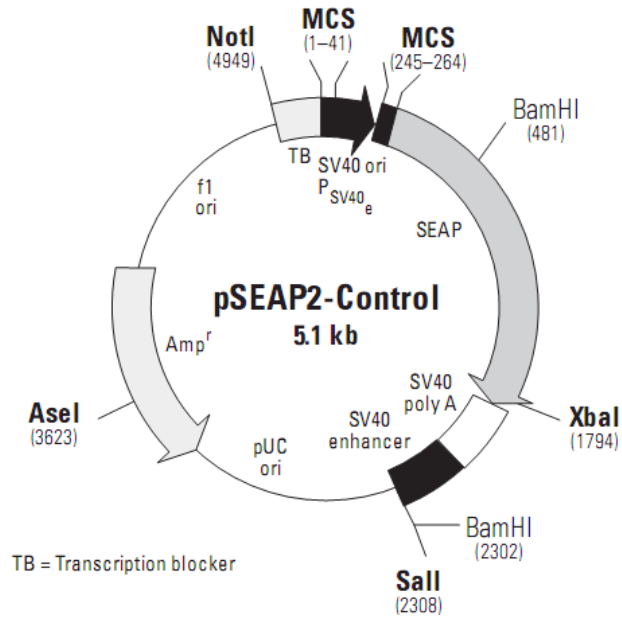 MCS
(1–41)
NotI
(4949)
MCS
(245–264)
BamHI
(481)
TB
SV40 ori
PSV40e
f1
ori
SEAP
pSEAP2-Control
5.1 kb
Ampr
SV40
poly A
AseI
(3623)
SV40
enhancer
XbaI
(1794)
pUC
ori
BamHI
(2302)
TB = Transcription blocker
SalI
(2308)